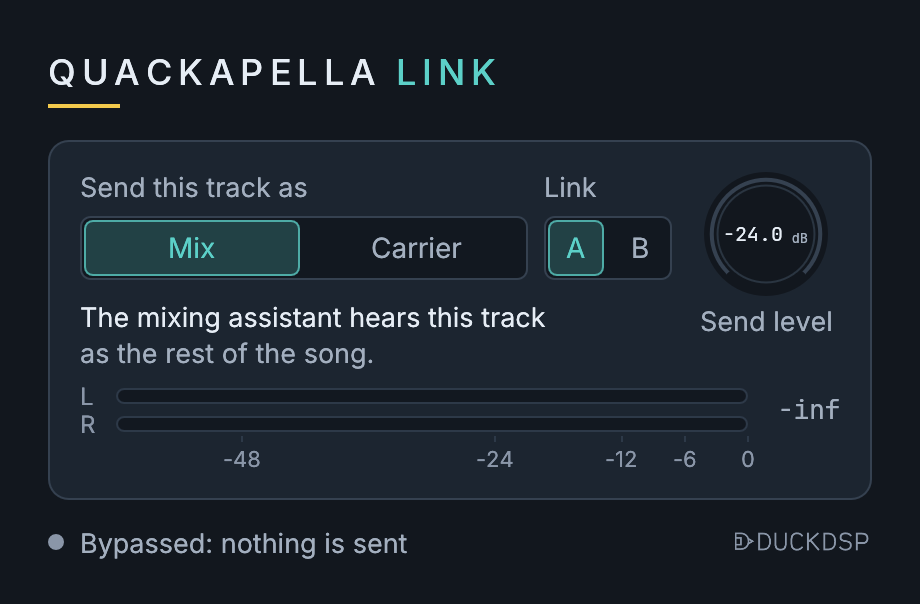 QUACKAPELLA LINK
Send this track as
Link
Mix
Carrier
A
B
-24.0 dB
Send level
The mixing assistant hears this track
as the rest of the song.
L
R
-inf
-48
-24
-12
-6
0
Bypassed: nothing is sent
DUCKDSP